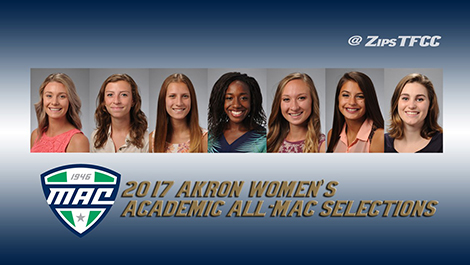 @ ZIPSTFCC
1946
MAC
2017 AKRON WOMEN'S
ACADEMIC ALL-MAC SELECTIONS